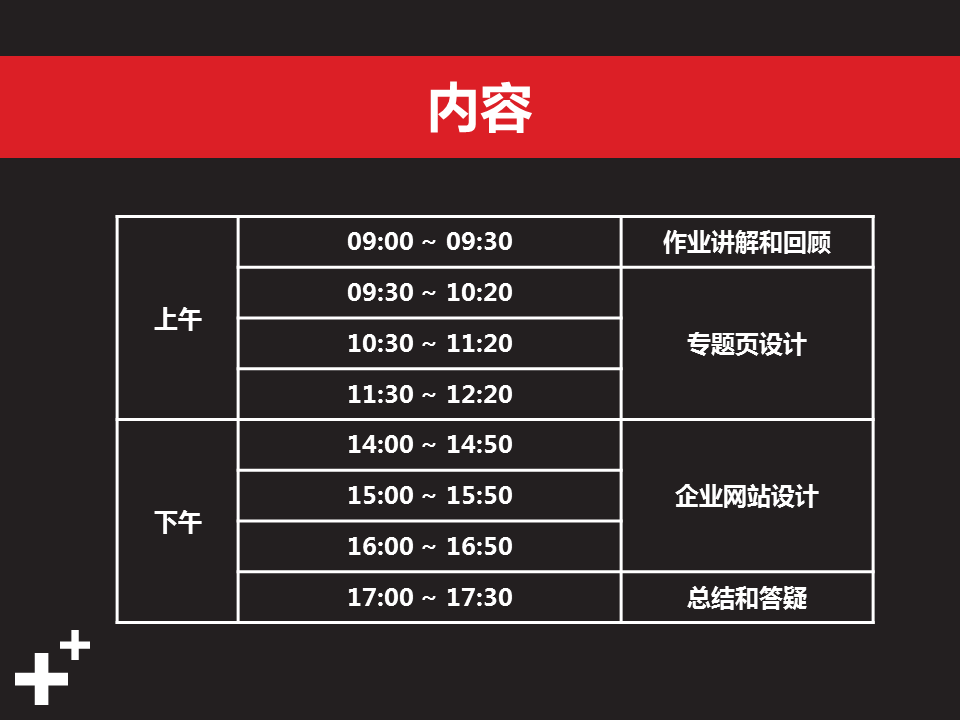 内容
上午
09:00 ~ 09:30
作业讲解和回顾
09:30 ~ 10:20
专题页设计
10:30 ~ 11:20
11:30 ~ 12:20
下午
14:00 ~ 14:50
企业网站设计
15:00 ~ 15:50
16:00 ~ 16:50
17:00 ~ 17:30
总结和答疑